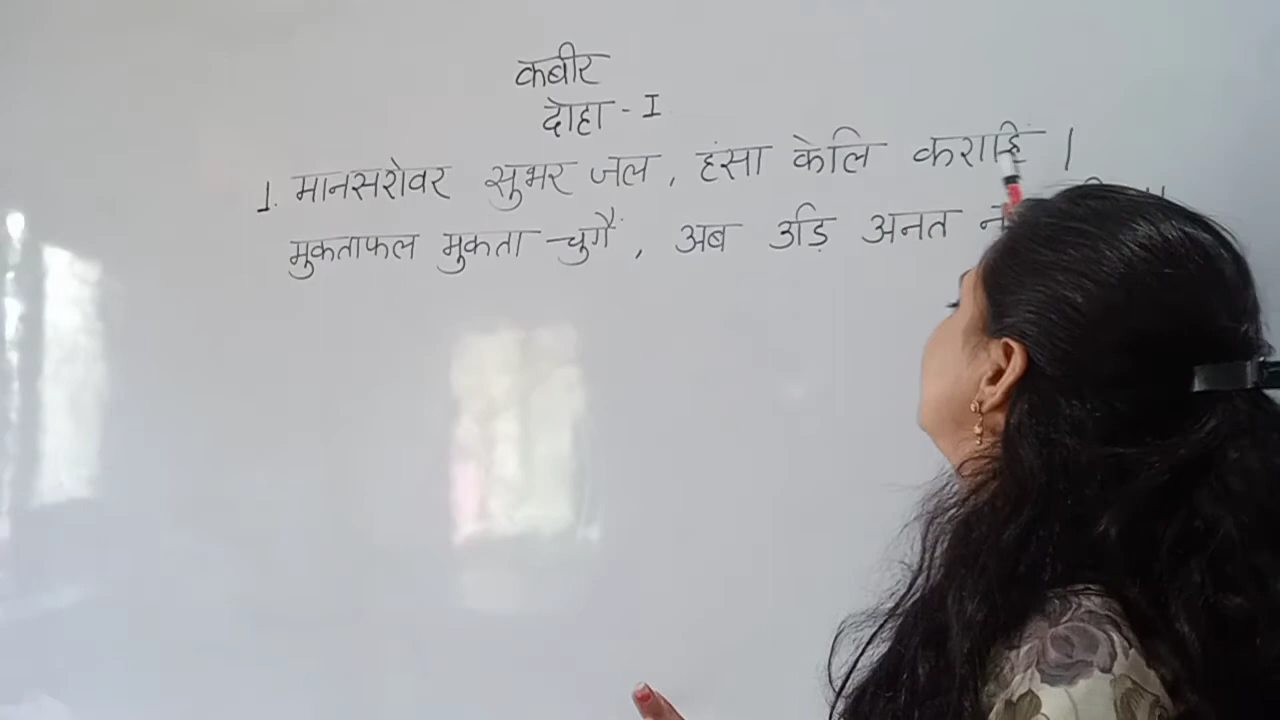 कबीर
दोहा - I
1. मानसरोवर सुभर जल, हंसा केलि कराहिं ।
मुकताफल मुकता चुगैं, अब उड़ि अनत ॥